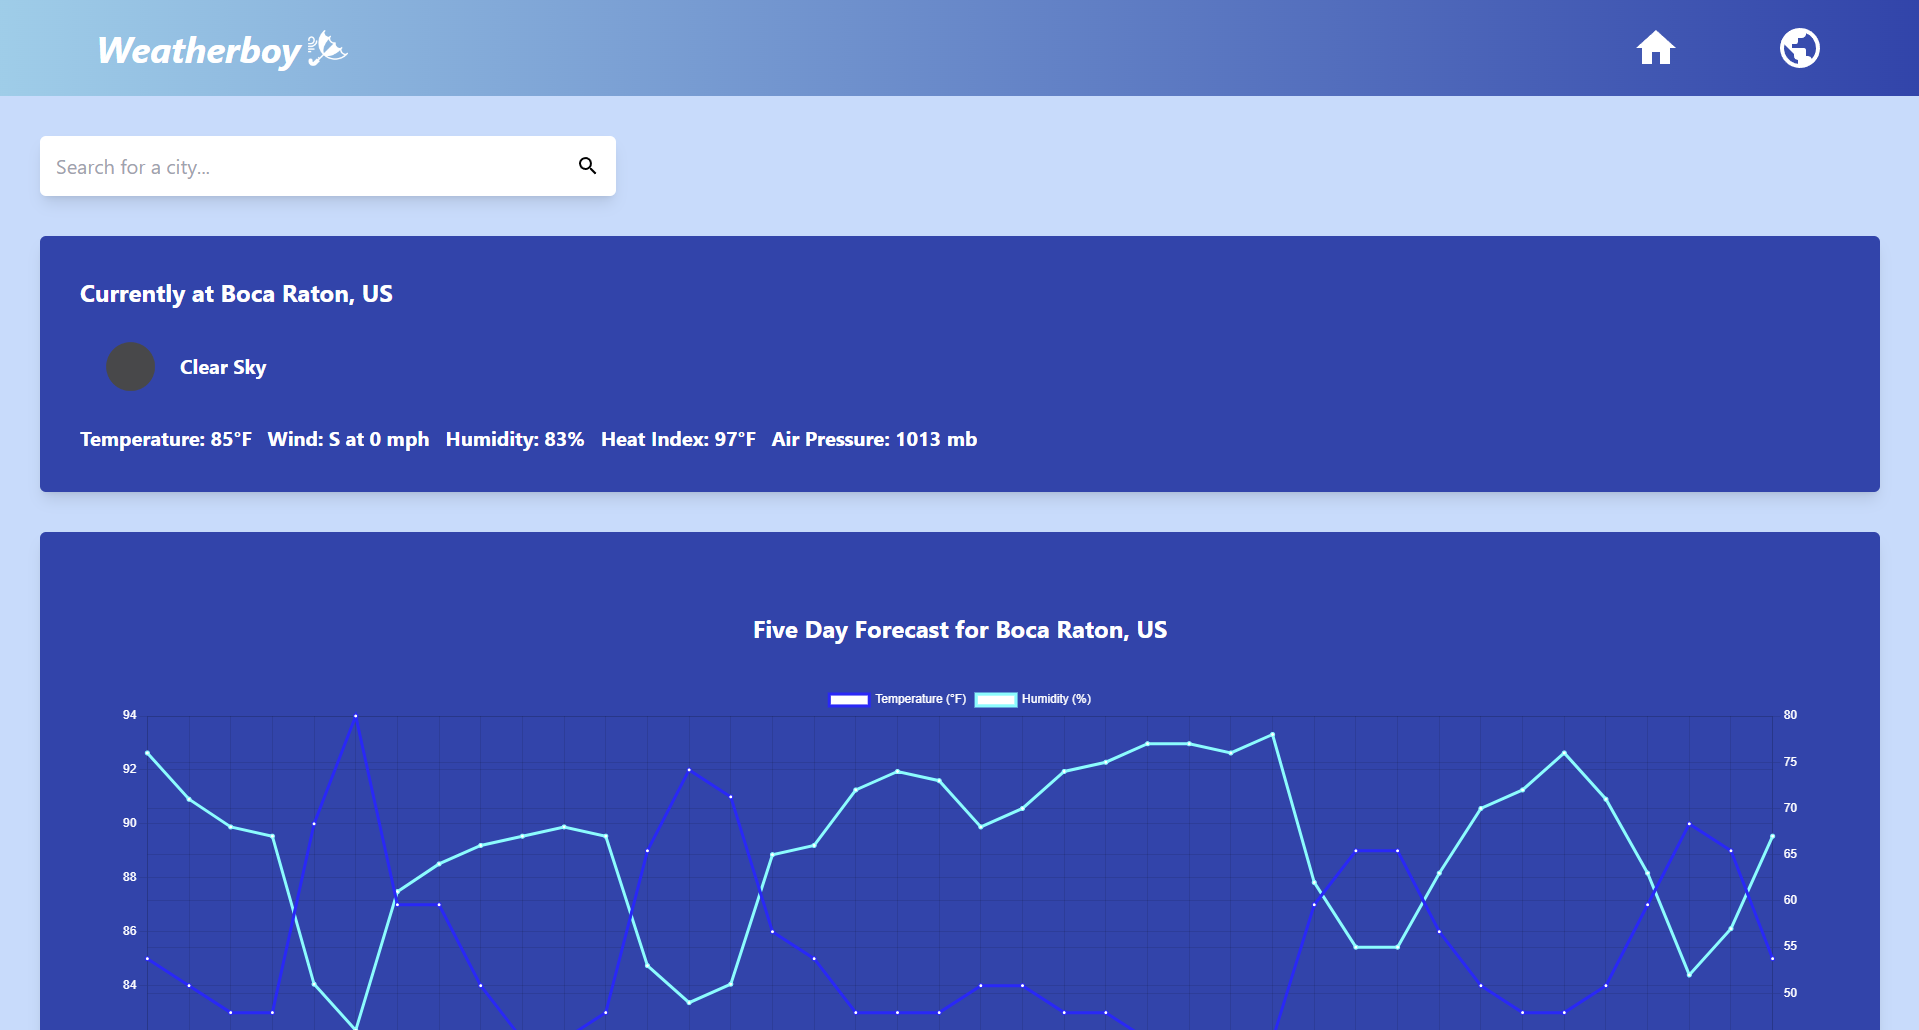 Weatherboy
Search for a city...
Currently at Boca Raton, US
Clear Sky
Temperature: 85°F Wind: S at 0 mph Humidity: 83% Heat Index: 97°F Air Pressure: 1013 mb
Five Day Forecast for Boca Raton, US
Temperature (°F) Humidity (%)
94 80
92 75
90 70
88 65
86 60
84 55
50